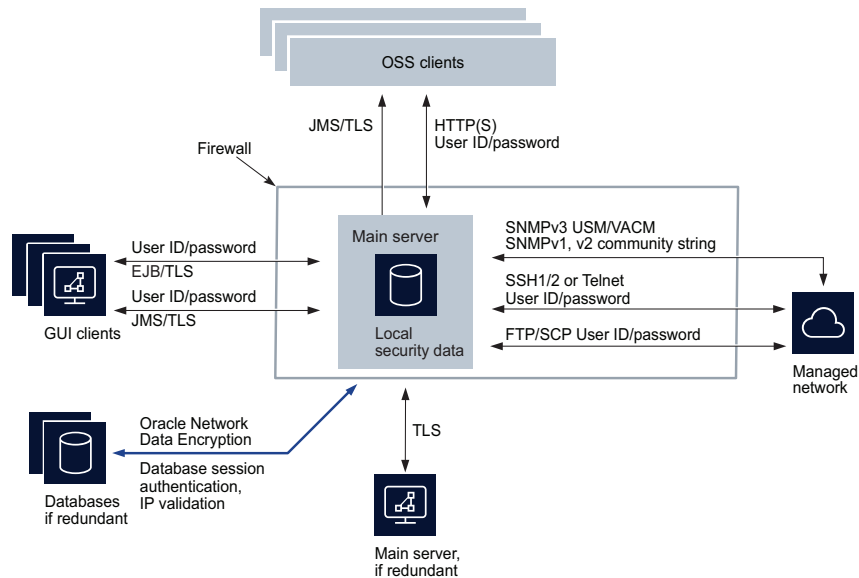 OSS clients
JMS/TLS
HTTP(S)
User ID/password
Firewall
Main server
Local
security data
SNMPv3 USM/VACM
SNMPv1, v2 community string
SSH1/2 or Telnet
User ID/password
FTP/SCP User ID/password
Managed
network
User ID/password
EJB/TLS
User ID/password
JMS/TLS
GUI clients
Oracle Network
Data Encryption
Database session
authentication,
IP validation
Databases
if redundant
TLS
Main server,
if redundant